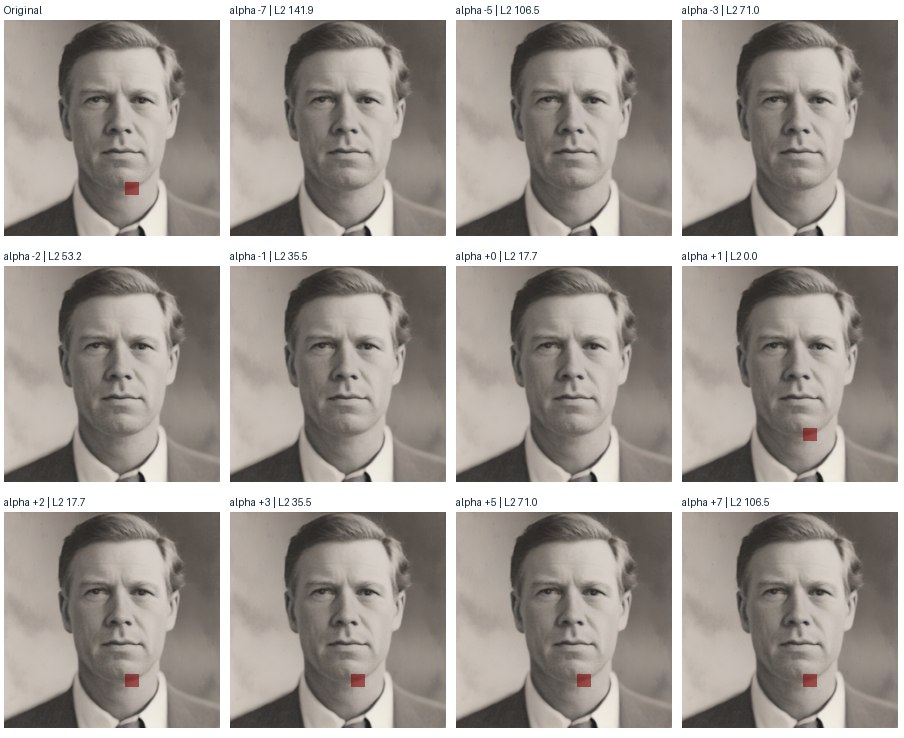 Original
alpha -7 | L2 141.9
alpha -5 | L2 106.5
alpha -3 | L2 71.0
alpha -2 | L2 53.2
alpha -1 | L2 35.5
alpha +0 | L2 17.7
alpha +1 | L2 0.0
alpha +2 | L2 17.7
alpha +3 | L2 35.5
alpha +5 | L2 71.0
alpha +7 | L2 106.5